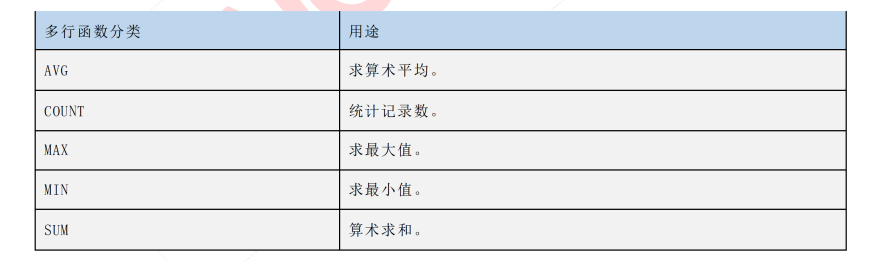 多行函数分类 用途
AVG 求算术平均。
COUNT 统计记录数。
MAX 求最大值。
MIN 求最小值。
SUM 算术求和。